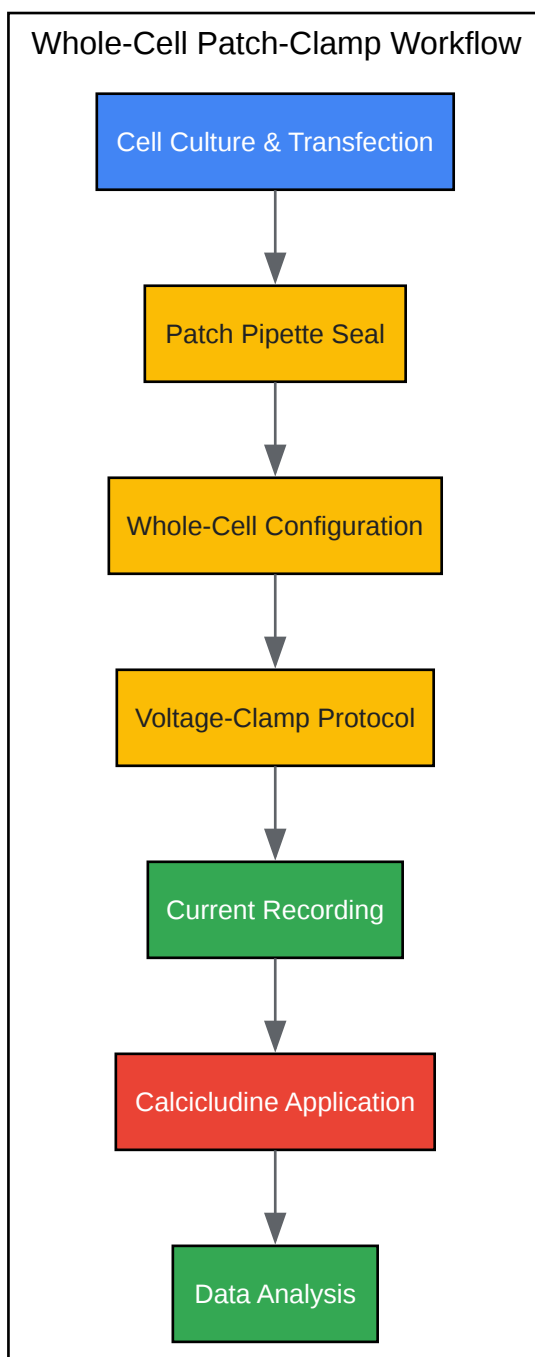 Whole-Cell Patch-Clamp Workflow
Cell Culture & Transfection
Patch Pipette Seal
Whole-Cell Configuration
Voltage-Clamp Protocol
Current Recording
Calcicludine Application
Data Analysis